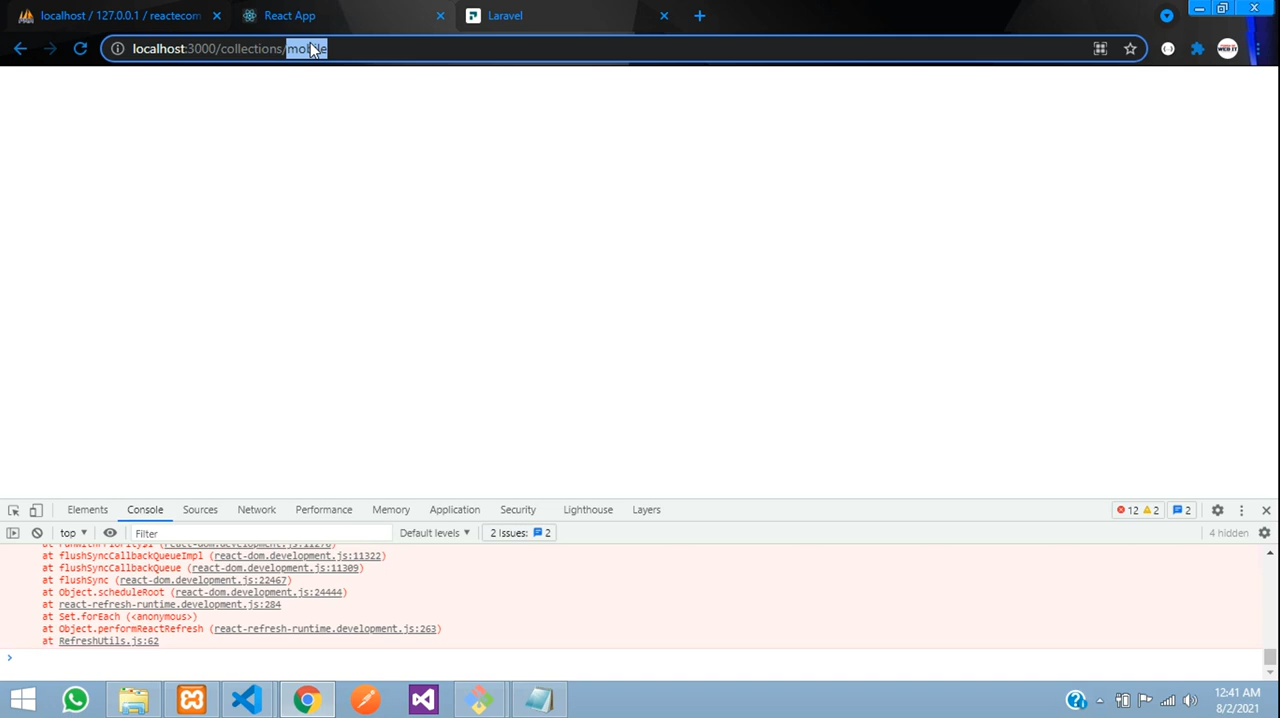 localhost / 127.0.0.1 / reactecom
React App
Laravel
localhost:3000/collections/mobile
Elements
Console
Sources
Network
Performance
Memory
Application
Security
Lighthouse
Layers
12
2
2
top
Filter
Default levels
2 Issues:
2
4 hidden
at flushSyncCallbackQueueImpl (react-dom.development.js:11322)
at flushSyncCallbackQueue (react-dom.development.js:11309)
at flushSync (react-dom.development.js:22467)
at Object.scheduleRoot (react-dom.development.js:24444)
at react-refresh-runtime.development.js:284
at Set.forEach (<anonymous>)
at Object.performReactRefresh (react-refresh-runtime.development.js:263)
at RefreshUtils.js:62
12:41 AM
8/2/2021